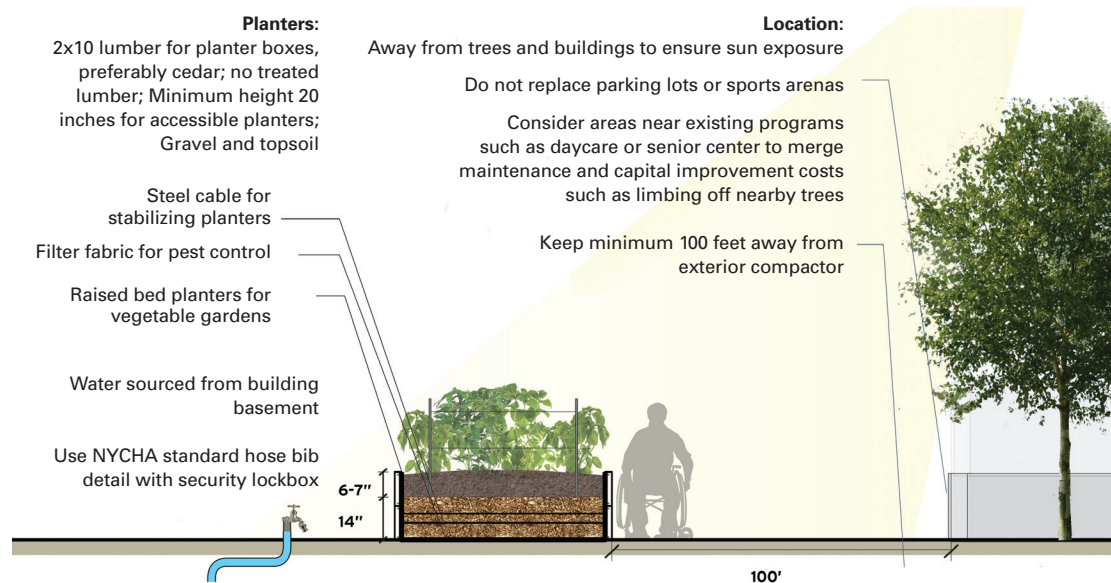 Planters:
2x10 lumber for planter boxes,
preferably cedar; no treated
lumber; Minimum height 20
inches for accessible planters;
Gravel and topsoil
Steel cable for
stabilizing planters
Filter fabric for pest control
Raised bed planters for
vegetable gardens
Water sourced from building
basement
Use NYCHA standard hose bib
detail with security lockbox
6-7"
14"
Location:
Away from trees and buildings to ensure sun exposure
Do not replace parking lots or sports arenas
Consider areas near existing programs
such as daycare or senior center to merge
maintenance and capital improvement costs
such as limbing off nearby trees
Keep minimum 100 feet away from
exterior compactor
100'